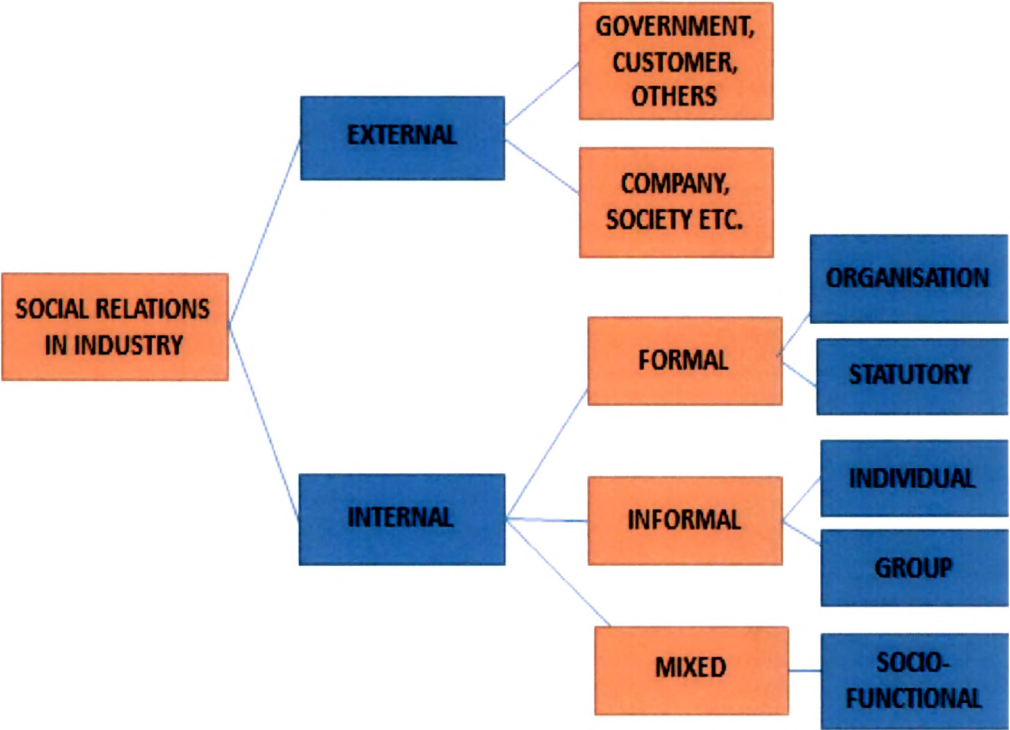 GOVERNMENT,
CUSTOMER,
OTHERS
EXTERNAL
COMPANY,
SOCIETY ETC.
SOCIAL RELATIONS
IN INDUSTRY
ORGANISATION
FORMAL
STATUTORY
INTERNAL
INFORMAL
INDIVIDUAL
GROUP
MIXED
SOCIO-
FUNCTIONAL